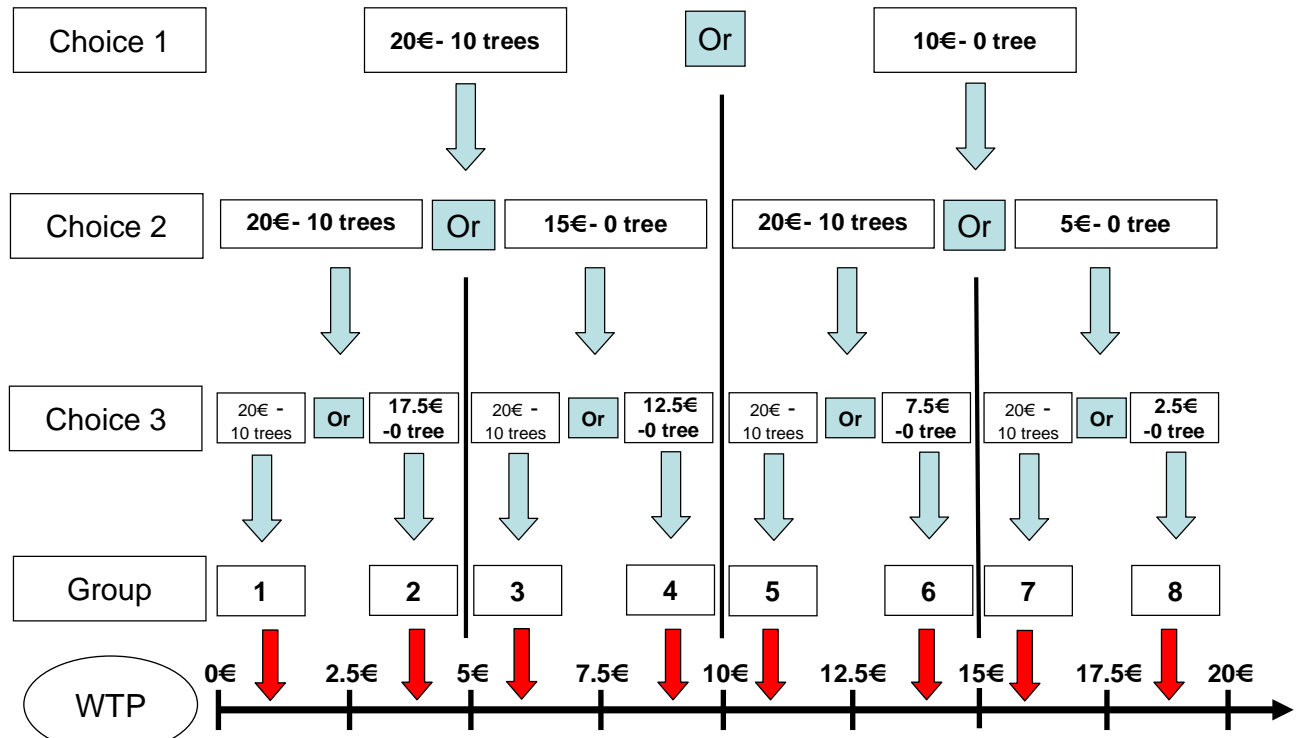 Choice 1
20€- 10 trees
Or
10€- 0 tree
Choice 2
20€- 10 trees
Or
15€- 0 tree
20€- 10 trees
Or
5€- 0 tree
Choice 3
20€ -
10 trees
Or
17.5€
-0 tree
20€ -
10 trees
Or
12.5€
-0 tree
20€ -
10 trees
Or
7.5€
-0 tree
20€ -
10 trees
Or
2.5€
-0 tree
Group
1
2
3
4
5
6
7
8
0€
2.5€
5€
7.5€
10€
12.5€
15€
17.5€
20€
WTP